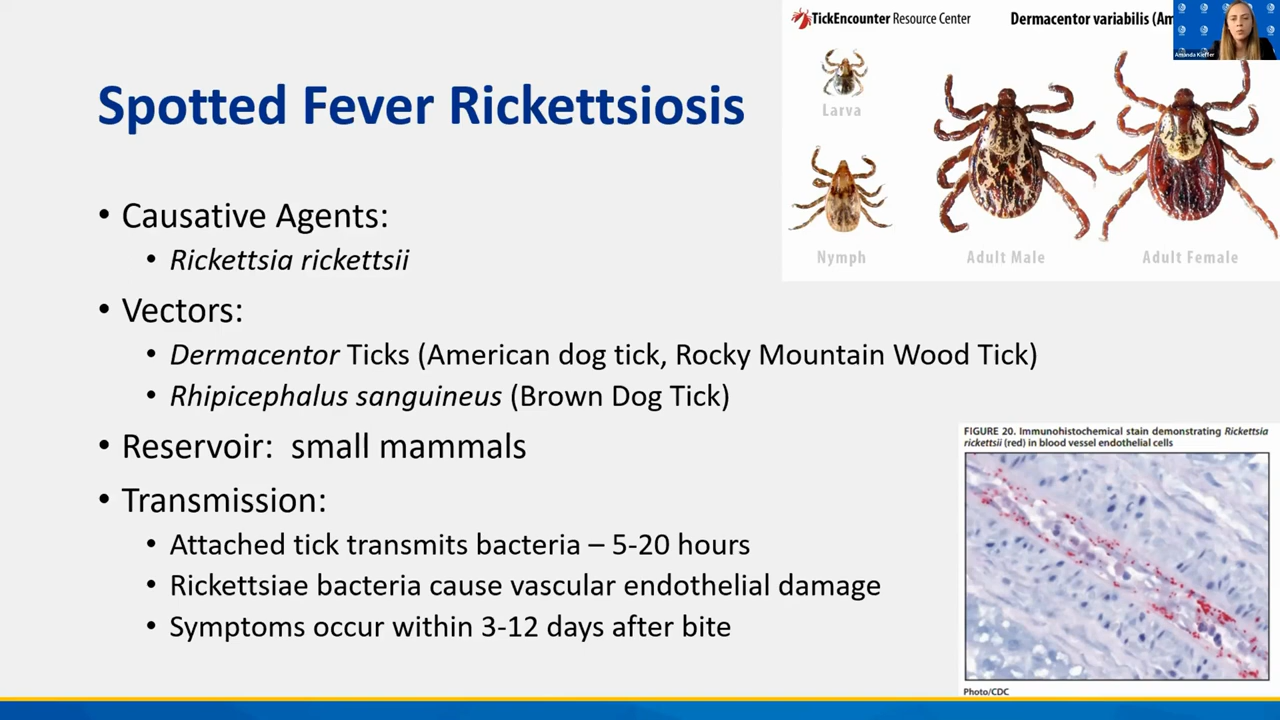 TickEncounter Resource Center
Dermacentor variabilis (Am
Amanda Kieffer
Larva
Nymph
Adult Male
Adult Female
Spotted Fever Rickettsiosis
• Causative Agents:
• Rickettsia rickettsii
• Vectors:
• Dermacentor Ticks (American dog tick, Rocky Mountain Wood Tick)
• Rhipicephalus sanguineus (Brown Dog Tick)
• Reservoir: small mammals
• Transmission:
• Attached tick transmits bacteria – 5-20 hours
• Rickettsiae bacteria cause vascular endothelial damage
• Symptoms occur within 3-12 days after bite
FIGURE 20. Immunohistochemical stain demonstrating Rickettsia
rickettsii (red) in blood vessel endothelial cells
Photo/CDC